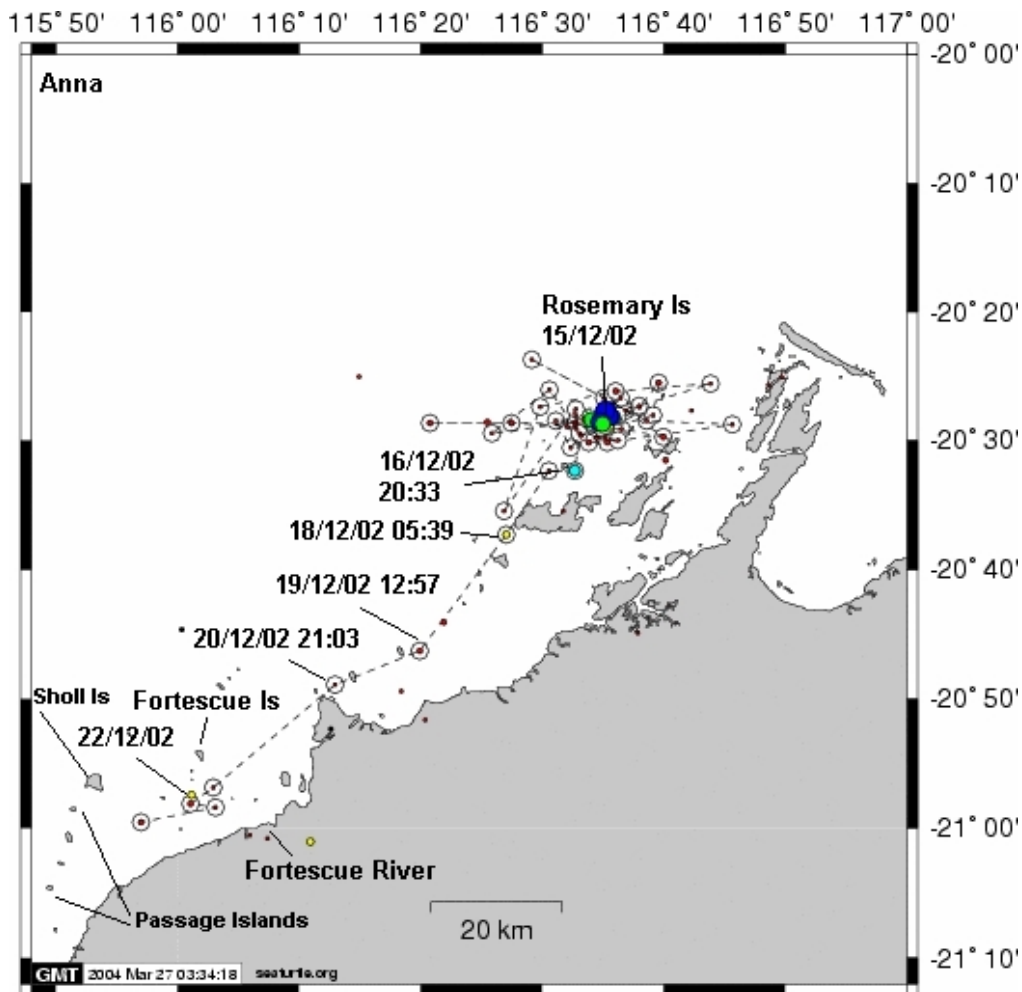 115˚ 50' 116˚ 00' 116˚ 10' 116˚ 20' 116˚ 30' 116˚ 40' 116˚ 50' 117˚ 00'
-20˚ 00'
Anna
-20˚ 10'
-20˚ 20'
Rosemary Is
15/12/02
-20˚ 30'
16/12/02
20:33
18/12/02 05:39
-20˚ 40'
19/12/02 12:57
20/12/02 21:03
-20˚ 50'
Sholl Is
Fortescue Is
22/12/02
-21˚ 00'
Fortescue River
Passage Islands
20 km
-21˚ 10'
GMT 2004 Mar 27 03:34:18 seaturtle.org